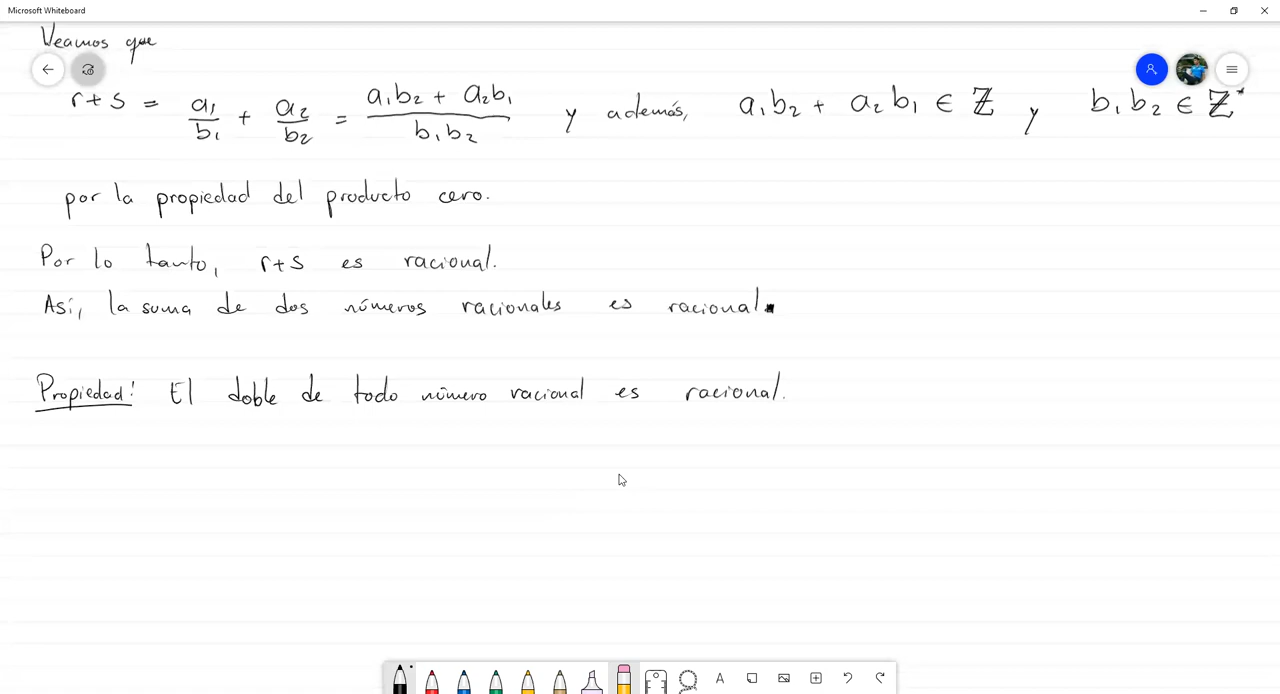 Microsoft Whiteboard
Veamos que
r+s = a₁/b₁ + a₂/b₂ = (a₁b₂ + a₂b₁)/(b₁b₂) y además, a₁b₂ + a₂b₁ ∈ ℤ y b₁b₂ ∈ ℤ*
por la propiedad del producto cero.
Por lo tanto, r+s es racional.
Así, la suma de dos números racionales es racional.
Propiedad: El doble de todo número racional es racional.
A